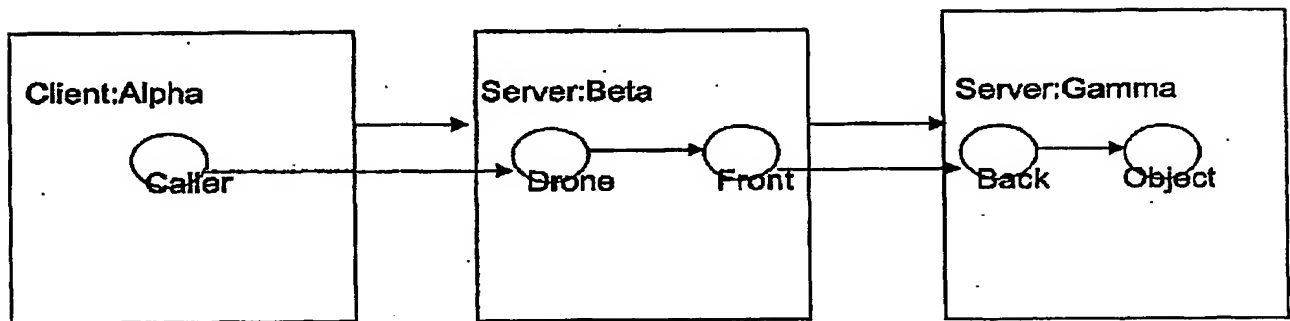 Client:Alpha
Caller
Server:Beta
Drone
Front
Server:Gamma
Back
Object